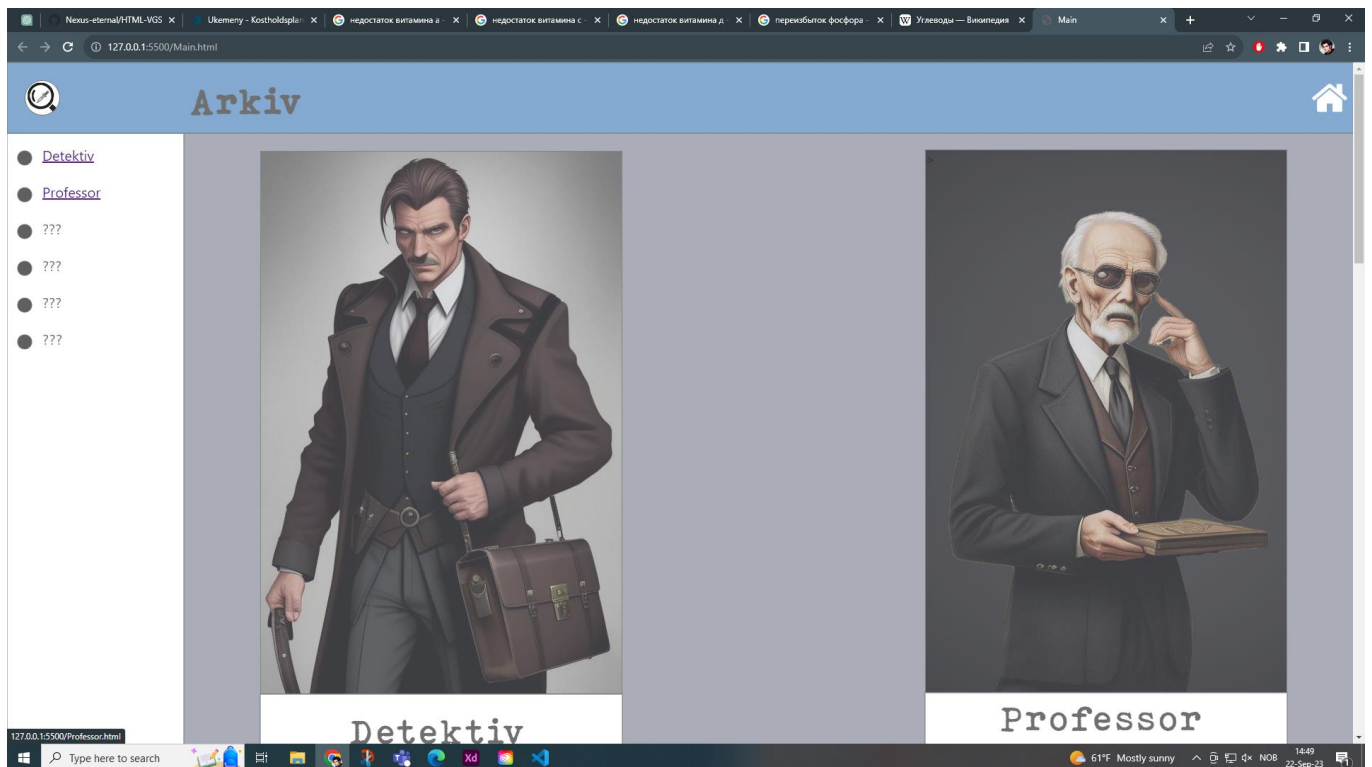 Nexus-eternal/HTML-VGS
Ukemeny - Kostholdsplan
недостаток витамина а -
недостаток витамина с -
недостаток витамина д -
переизбыток фосфора -
W Углеводы — Википедия
Main
127.0.0.1:5500/Main.html
Arkiv
Detektiv
Professor
???
???
???
???
>
Detektiv
Professor
127.0.0.1:5500/Professor.html
Type here to search
Xd
61°F Mostly sunny
NOB
14:49
22-Sep-23